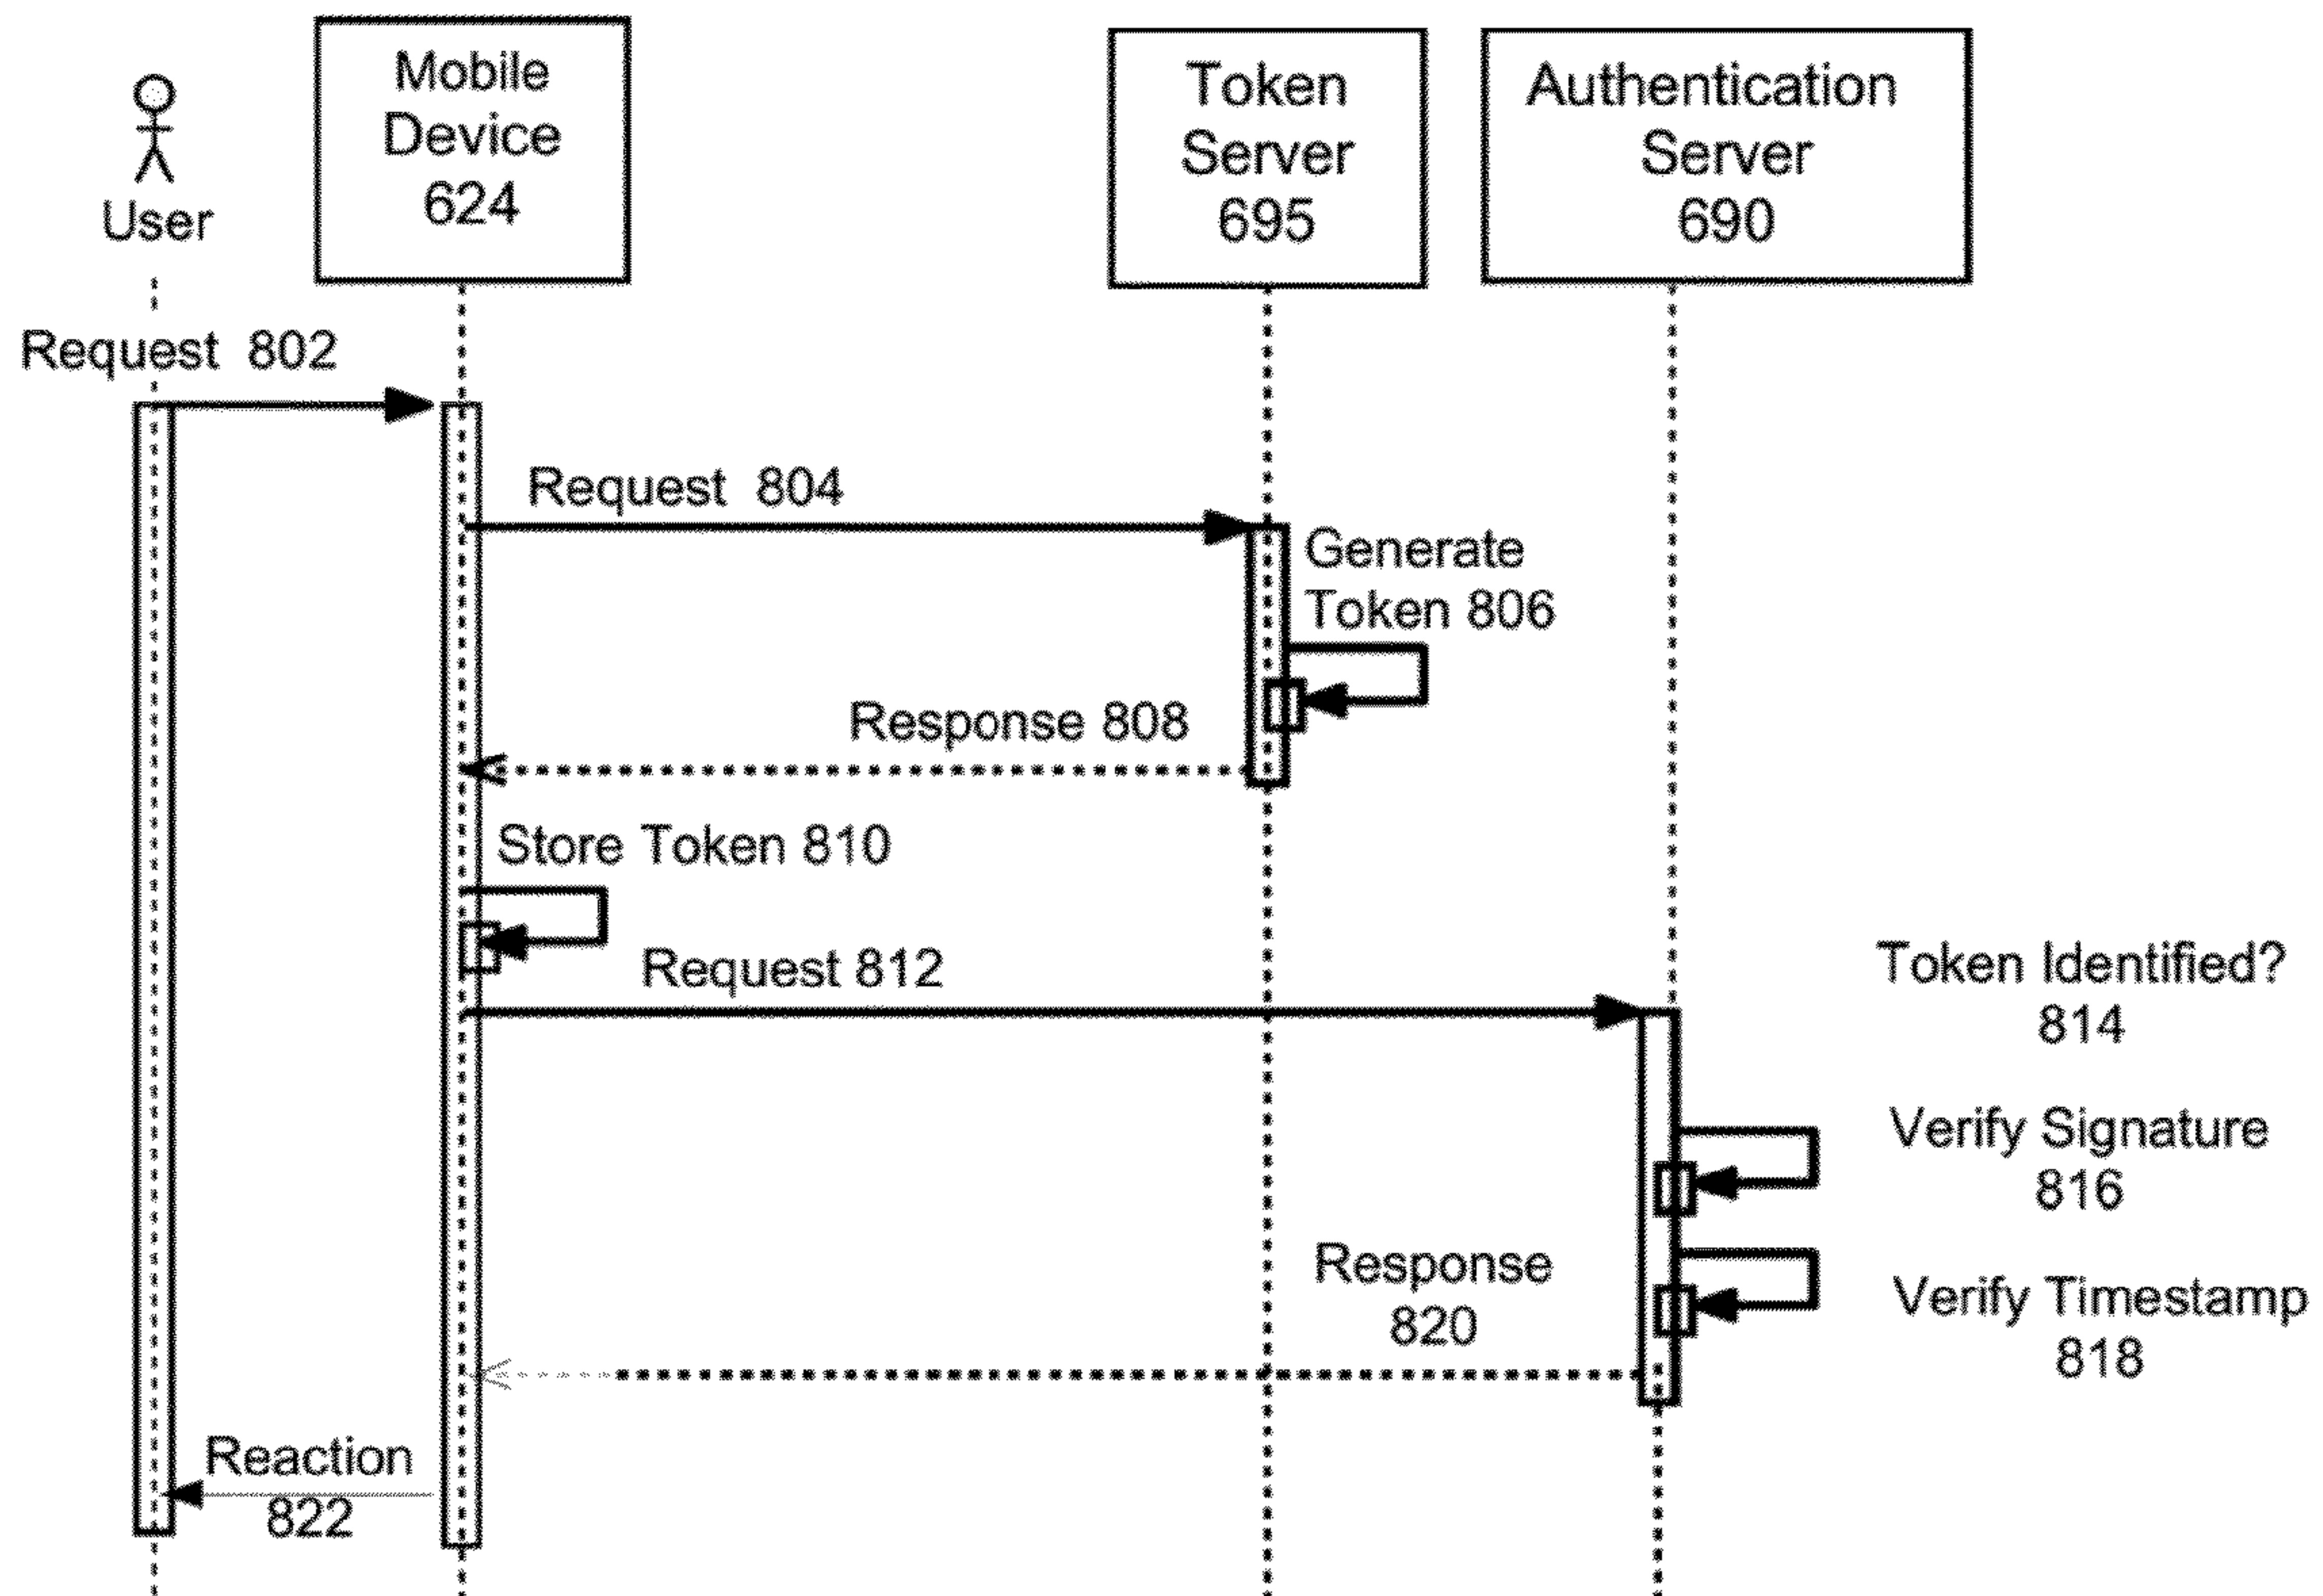 User
Mobile
Device
624
Token
Server
695
Authentication
Server
690
Request 802
Request 804
Generate
Token 806
Response 808
Store Token 810
Request 812
Token Identified?
814
Verify Signature
816
Response
820
Verify Timestamp
818
Reaction
822